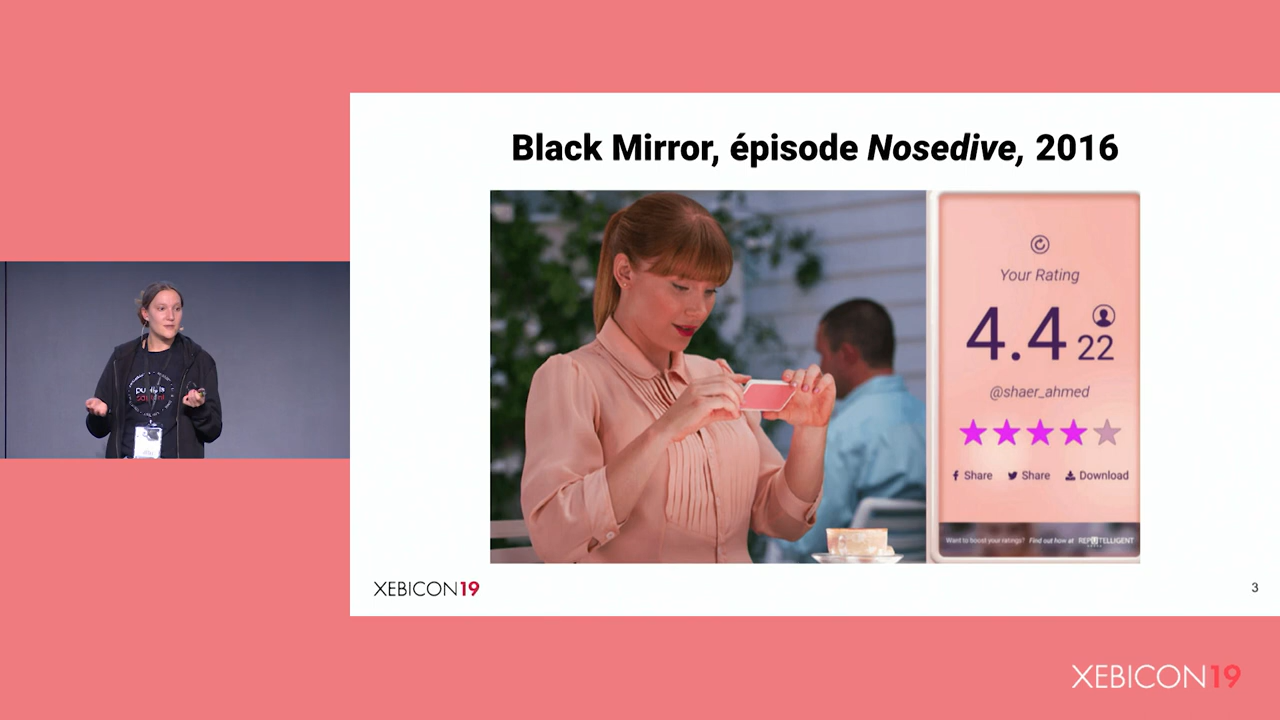 Black Mirror, épisode Nosedive, 2016
Your Rating
4.4 22
@shaer_ahmed
Share Share Download
Want to boost your ratings? Find out how at
XEBICON19
3
XEBICON19